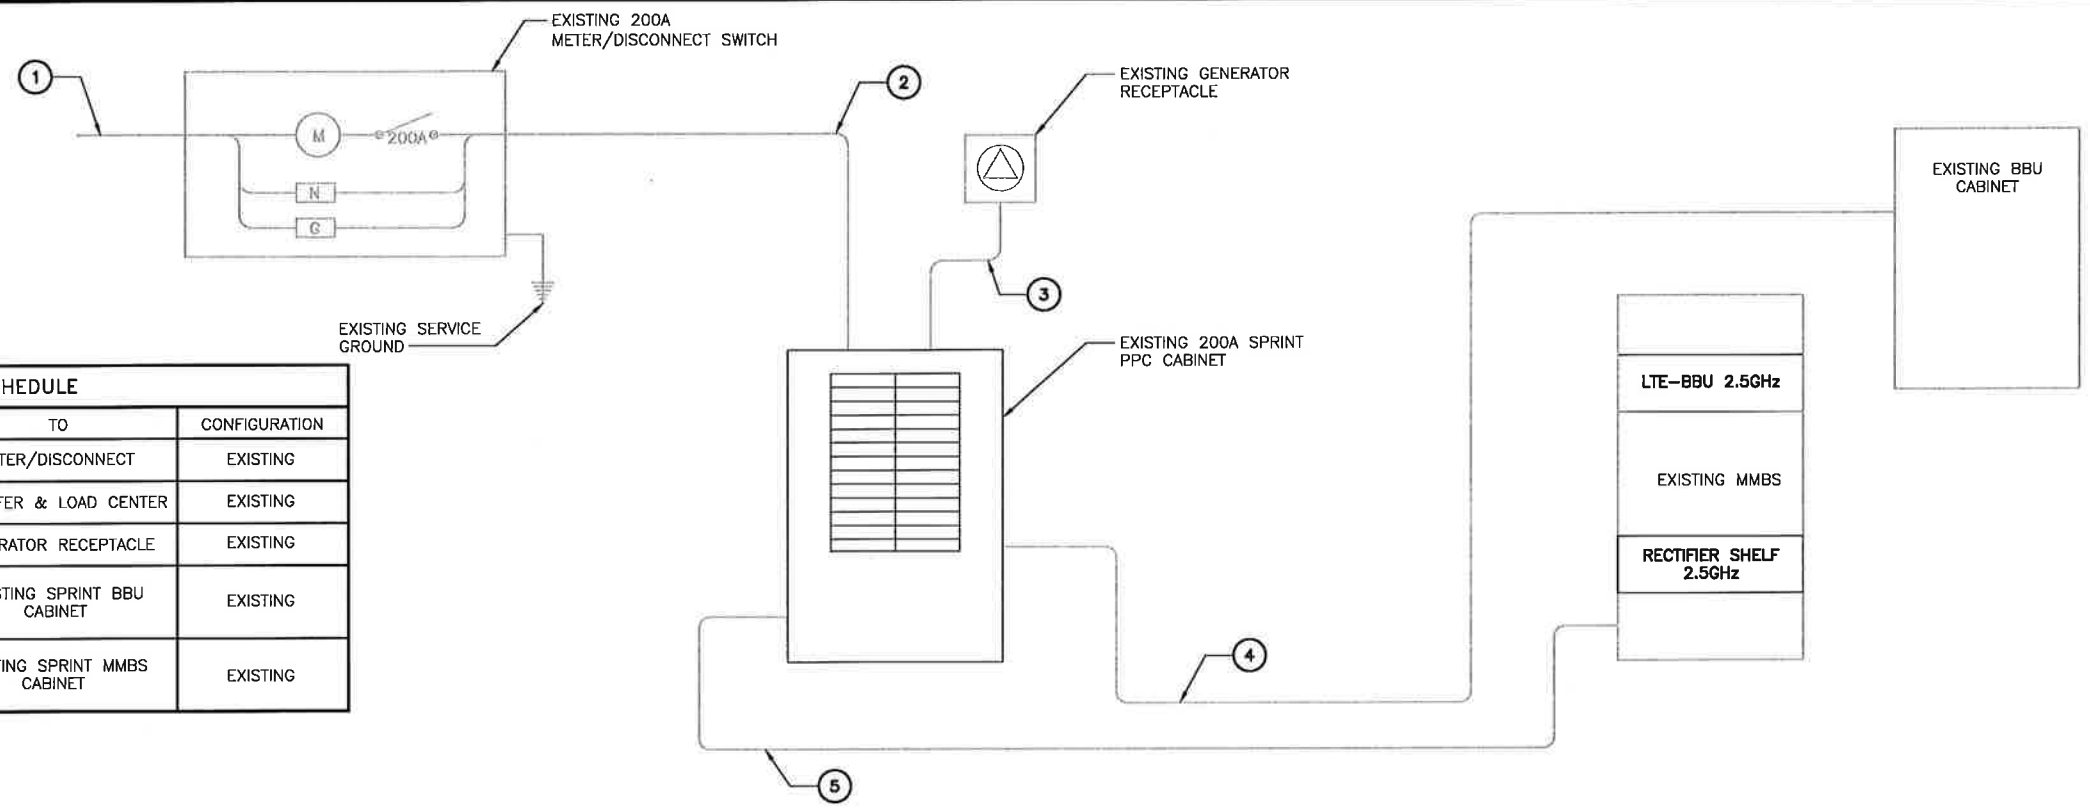 EXISTING 200A
METER/DISCONNECT SWITCH
1
2
EXISTING GENERATOR
RECEPTACLE
M
200A
N
G
EXISTING BBU
CABINET
3
EXISTING SERVICE
GROUND
EXISTING 200A SPRINT
PPC CABINET
LTE-BBU 2.5GHz
EXISTING MMBS
RECTIFIER SHELF
2.5GHz
4
5
HEDULE
TO
CONFIGURATION
TER/DISCONNECT
EXISTING
FER & LOAD CENTER
EXISTING
RATOR RECEPTACLE
EXISTING
STING SPRINT BBU
CABINET
EXISTING
TING SPRINT MMBS
CABINET
EXISTING